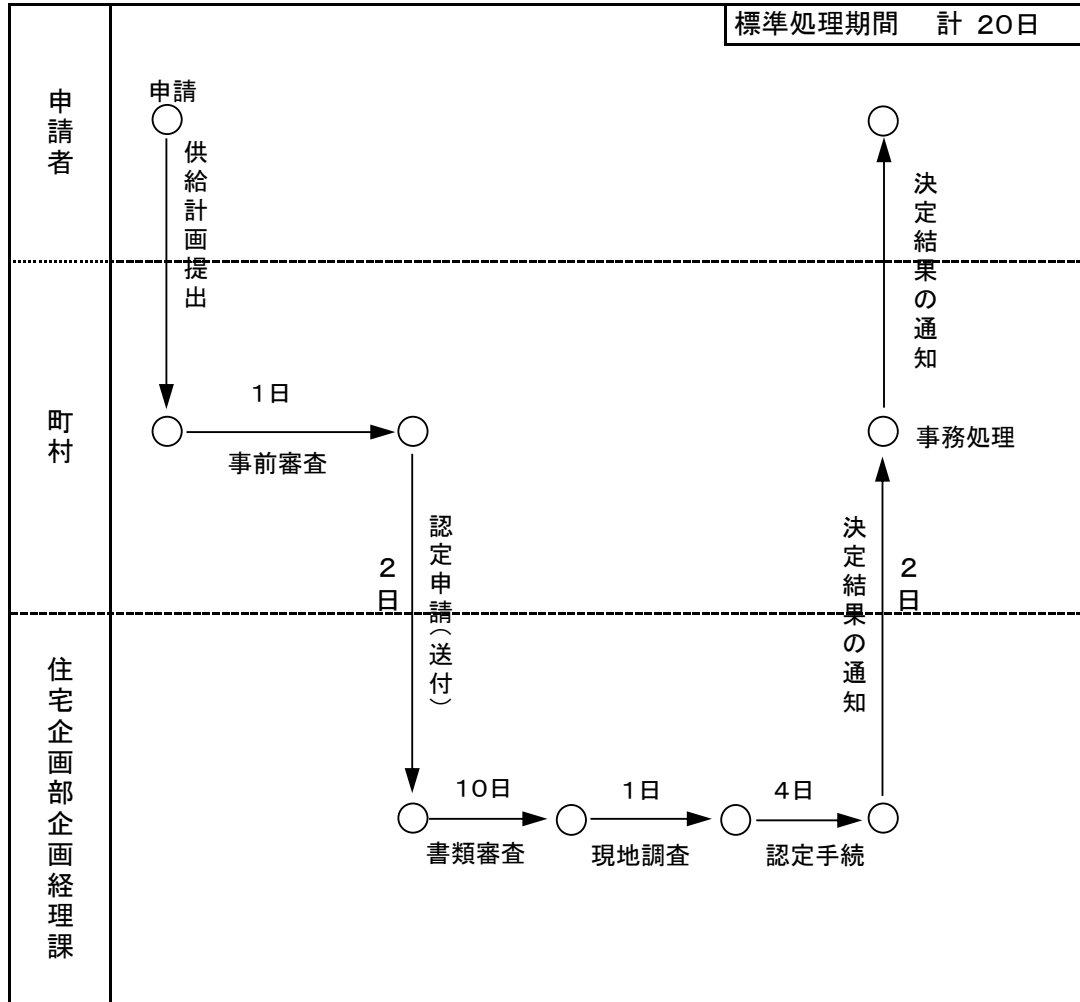 標準処理期間　計 20日
申請者
申請
供給計画提出
決定結果の通知
町村
1日
事前審査
事務処理
2日
認定申請（送付）
決定結果の通知
2日
住宅企画部企画経理課
10日
書類審査
1日
現地調査
4日
認定手続